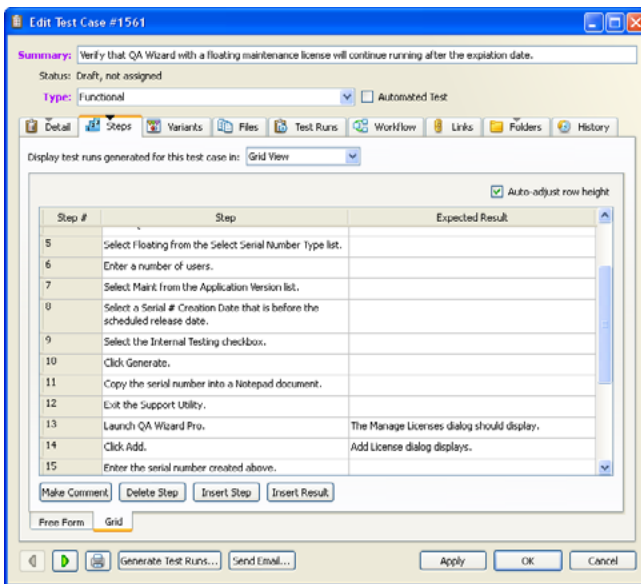 Edit Test Case #1561
Summary: Verify that QA Wizard with a floating maintenance license will continue running after the expiation date.
Status: Draft, not assigned
Type: Functional Automated Test
Detail Steps Variants Files Test Runs Workflow Links Folders History
Display test runs generated for this test case in: Grid View
Auto-adjust row height
Step # Step Expected Result
5 Select Floating from the Select Serial Number Type list.
6 Enter a number of users.
7 Select Maint from the Application Version list.
8 Select a Serial # Creation Date that is before the
scheduled release date.
9 Select the Internal Testing checkbox.
10 Click Generate.
11 Copy the serial number into a Notepad document.
12 Exit the Support Utility.
13 Launch QA Wizard Pro. The Manage Licenses dialog should display.
14 Click Add. Add License dialog displays.
15 Enter the serial number created above.
Make Comment Delete Step Insert Step Insert Result
Free Form Grid
Generate Test Runs... Send Email... Apply OK Cancel